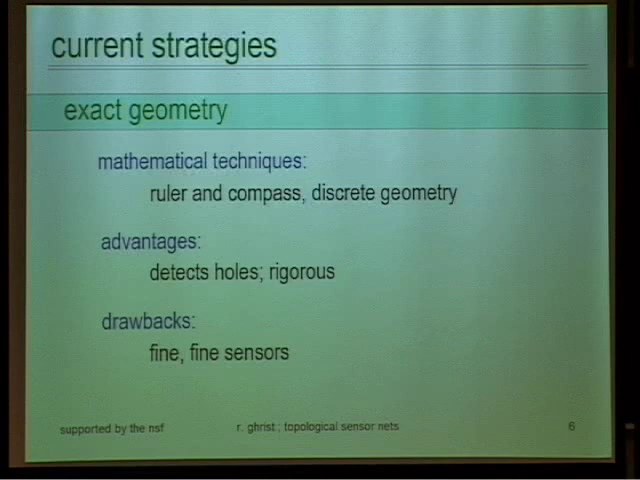 current strategies
exact geometry
mathematical techniques:
ruler and compass, discrete geometry
advantages:
detects holes; rigorous
drawbacks:
fine, fine sensors
supported by the nsf
r. ghrist ; topological sensor nets
6